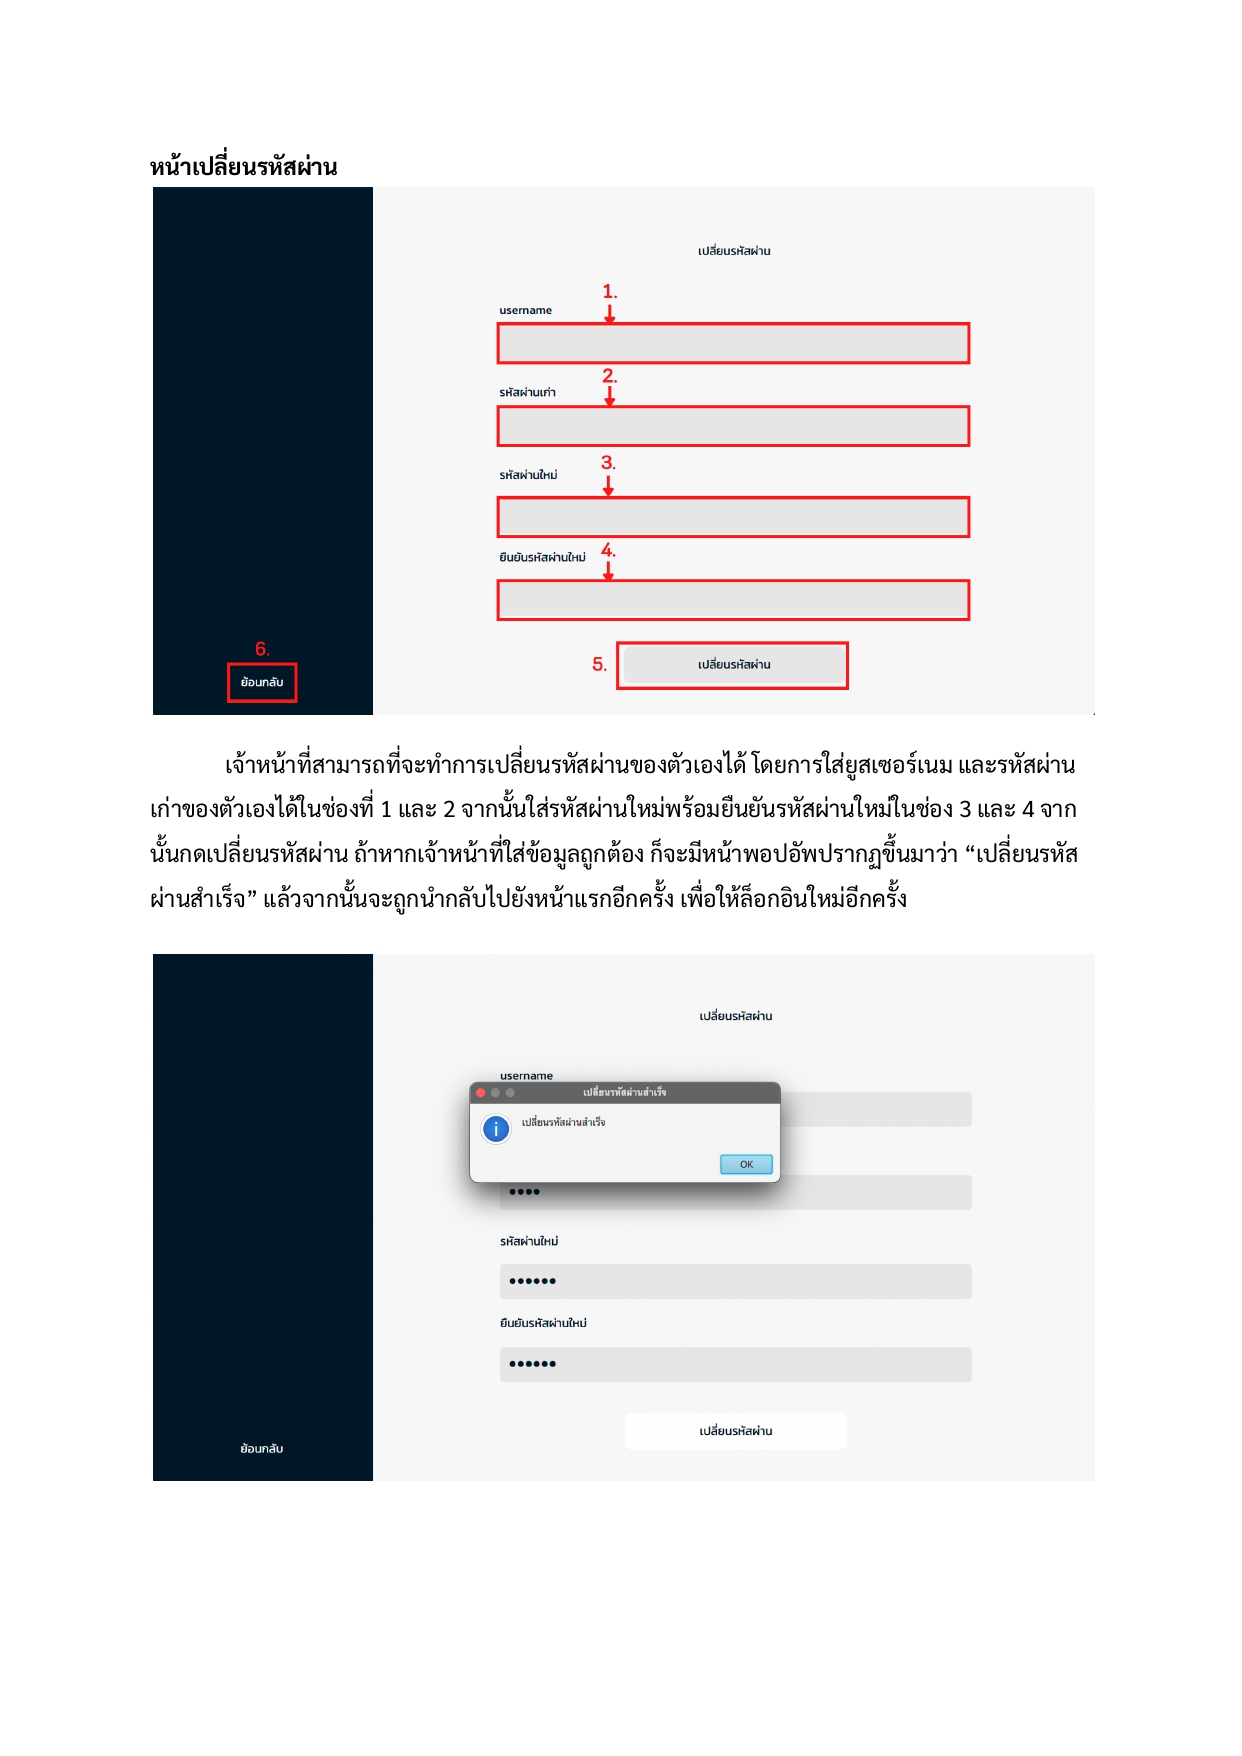 หน้าเปลี่ยนรหัสผ่าน
เปลี่ยนรหัสผ่าน
1.
username
2.
รหัสผ่านเก่า
3.
รหัสผ่านใหม่
4.
ยืนยันรหัสผ่านใหม่
6.
5.
เปลี่ยนรหัสผ่าน
ย้อนกลับ
เจ้าหน้าที่สามารถที่จะทำการเปลี่ยนรหัสผ่านของตัวเองได้ โดยการใส่ยูสเซอร์เนม และรหัสผ่าน
เก่าของตัวเองได้ในช่องที่ 1 และ 2 จากนั้นใส่รหัสผ่านใหม่พร้อมยืนยันรหัสผ่านใหม่ในช่อง 3 และ 4 จาก
นั้นกดเปลี่ยนรหัสผ่าน ถ้าหากเจ้าหน้าที่ใส่ข้อมูลถูกต้อง ก็จะมีหน้าพอปอัพปรากฏขึ้นมาว่า “เปลี่ยนรหัส
ผ่านสำเร็จ” แล้วจากนั้นจะถูกนำกลับไปยังหน้าแรกอีกครั้ง เพื่อให้ล็อกอินใหม่อีกครั้ง
เปลี่ยนรหัสผ่าน
username
เปลี่ยนรหัสผ่านสำเร็จ
เปลี่ยนรหัสผ่านสำเร็จ
OK
รหัสผ่านใหม่
ยืนยันรหัสผ่านใหม่
เปลี่ยนรหัสผ่าน
ย้อนกลับ